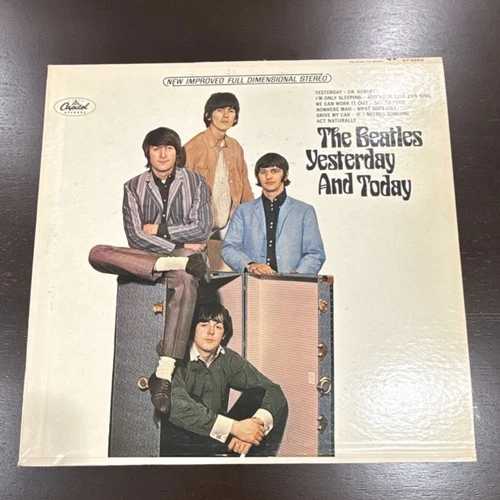 NEW IMPROVED FULL DIMENSIONAL STEREO
Capitol
RECORDS
YESTERDAY · DR. ROBERT
I'M ONLY SLEEPING · AND YOUR BIRD CAN SING
WE CAN WORK IT OUT · DAY TRIPPER
NOWHERE MAN · WHAT GOES ON?
DRIVE MY CAR · IF I NEEDED SOMEONE
ACT NATURALLY
The Beatles
Yesterday
And Today